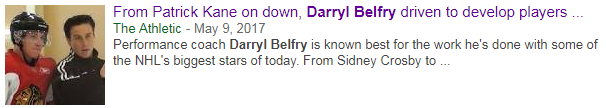 From Patrick Kane on down, Darryl Belfry driven to develop players ...
The Athletic - May 9, 2017
Performance coach Darryl Belfry is known best for the work he's done with some of
the NHL's biggest stars of today. From Sidney Crosby to ...